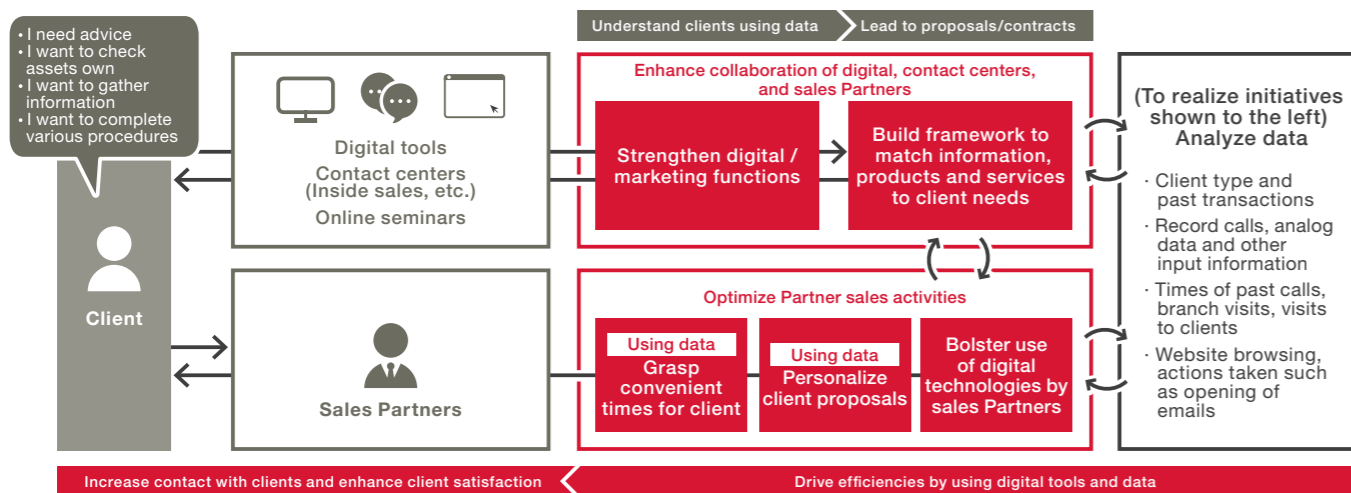 • I need advice
• I want to check
assets own
• I want to gather
information
• I want to complete
various procedures
Client
Digital tools
Contact centers
(Inside sales, etc.)
Online seminars
Sales Partners
Understand clients using data
Lead to proposals/contracts
Enhance collaboration of digital, contact centers,
and sales Partners
Strengthen digital /
marketing functions
Build framework to
match information,
products and services
to client needs
Optimize Partner sales activities
Using data
Grasp
convenient
times for client
Using data
Personalize
client proposals
Bolster use
of digital
technologies by
sales Partners
(To realize initiatives
shown to the left)
Analyze data
· Client type and
past transactions
· Record calls, analog
data and other
input information
· Times of past calls,
branch visits, visits
to clients
· Website browsing,
actions taken such
as opening of
emails
Increase contact with clients and enhance client satisfaction
Drive efficiencies by using digital tools and data